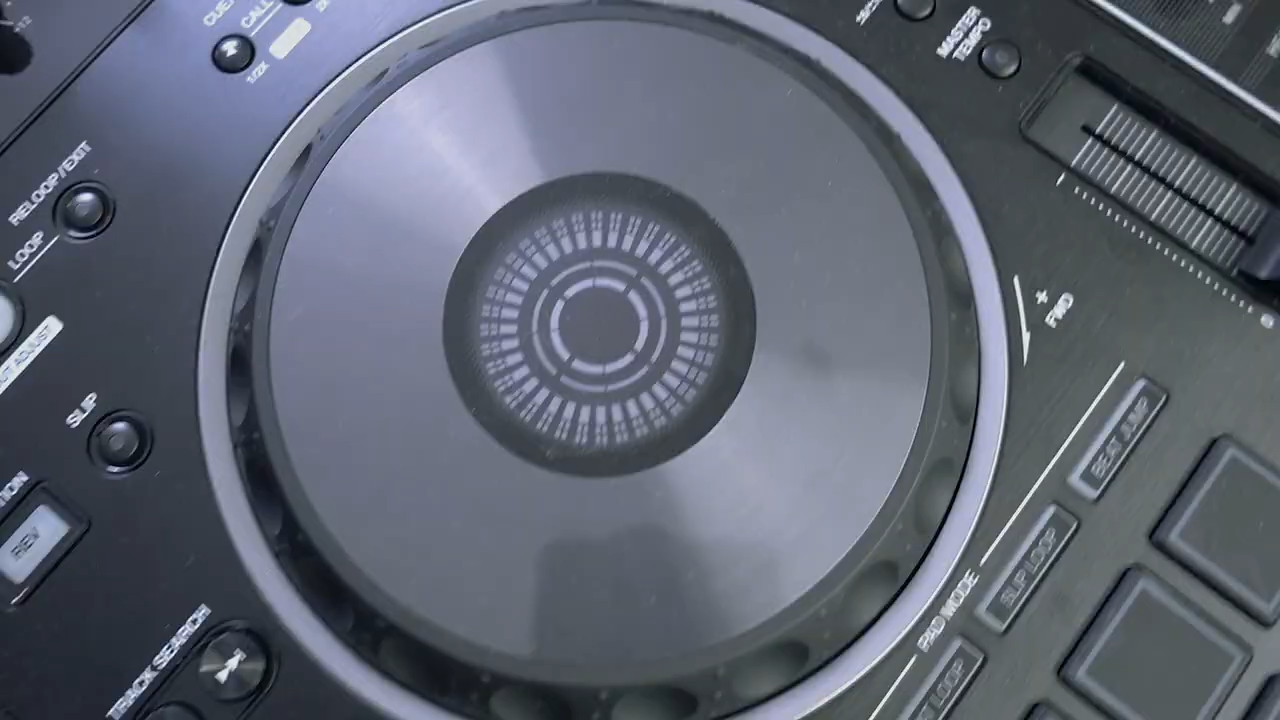 CUE/
CALL
1/2X
MASTER
TEMPO
RELOOP/EXIT
LOOP
+
FWD
SLIP
BEAT JUMP
REV
SLIP LOOP
PAD MODE
TRACK SEARCH
LOOP